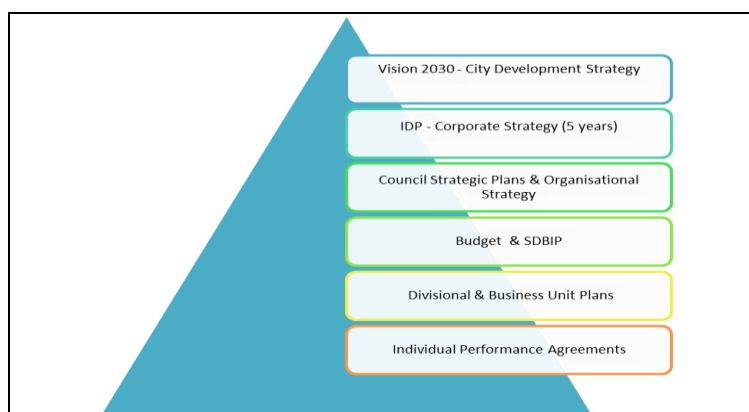 Vision 2030 - City Development Strategy
IDP - Corporate Strategy (5 years)
Council Strategic Plans & Organisational
Strategy
Budget & SDBIP
Divisional & Business Unit Plans
Individual Performance Agreements